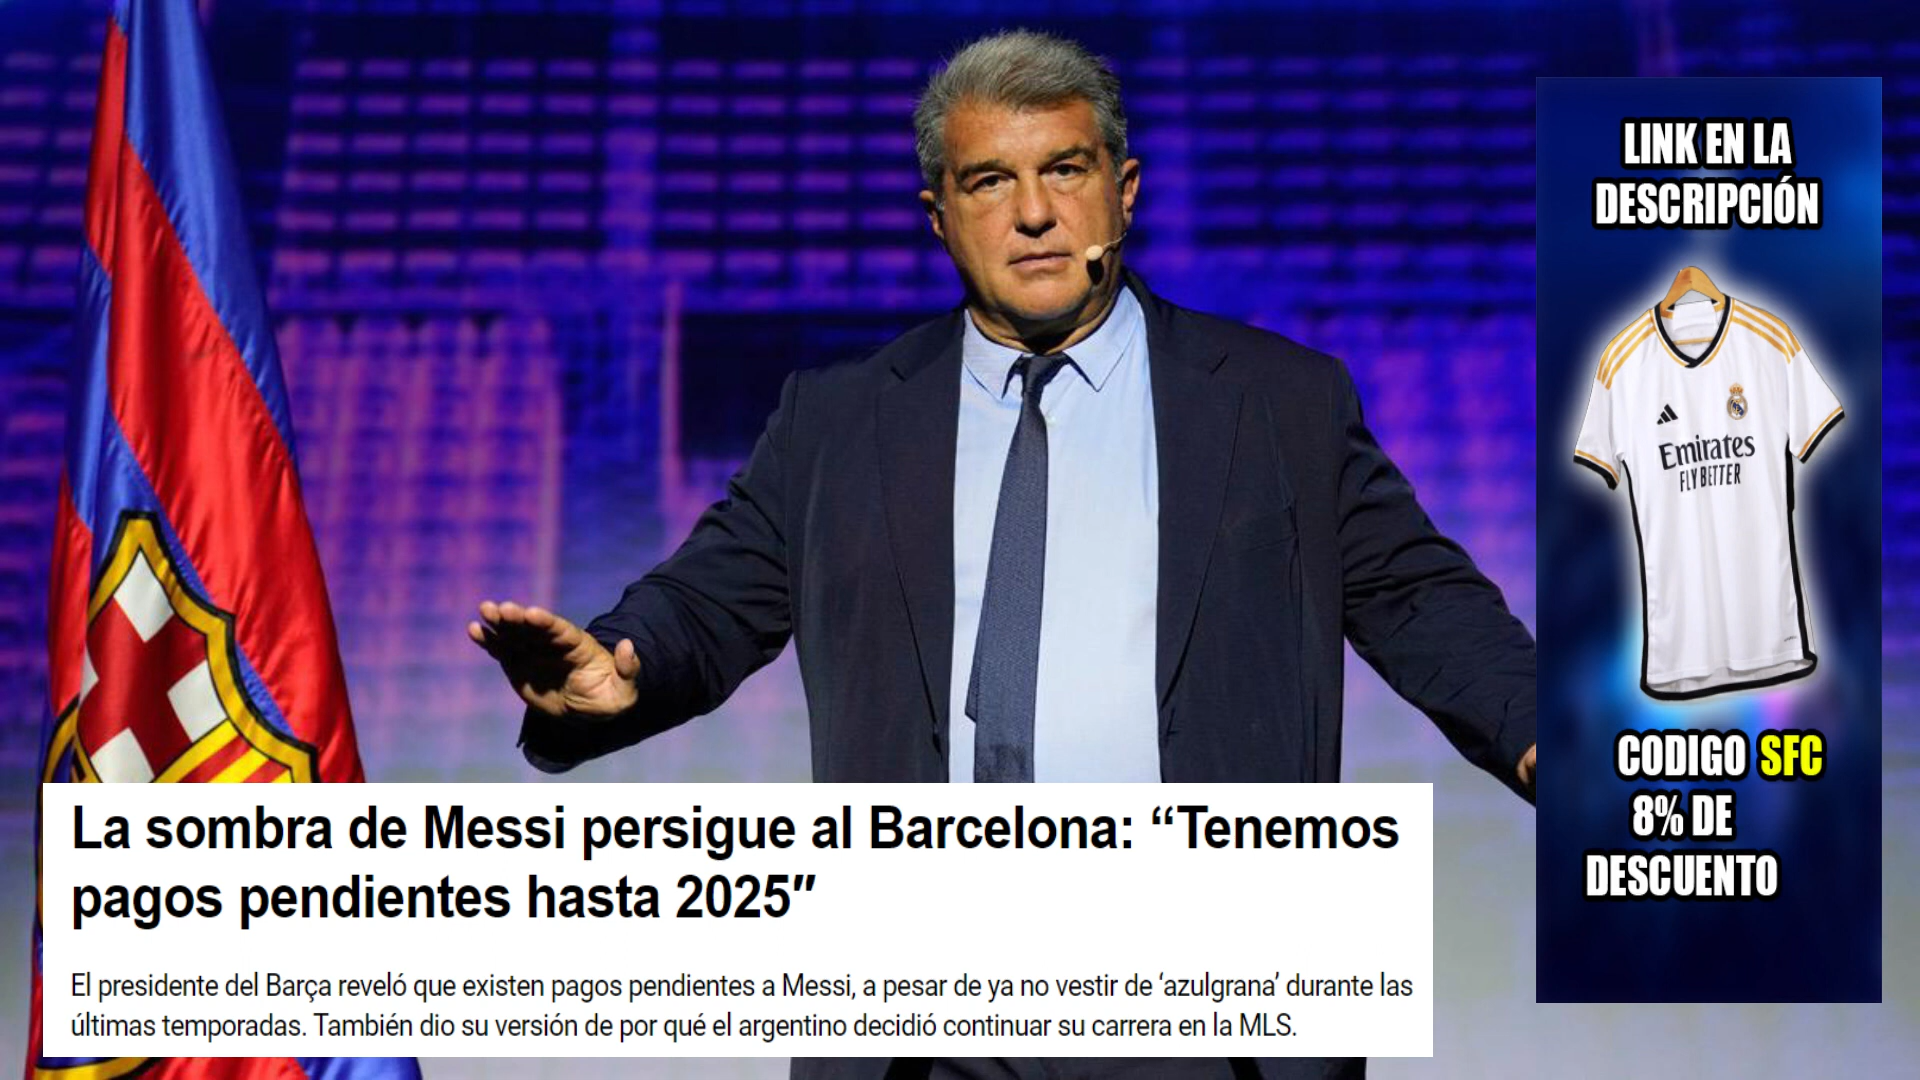 LINK EN LA
DESCRIPCIÓN
Emirates
FLY BETTER
CODIGO SFC
8% DE
DESCUENTO
La sombra de Messi persigue al Barcelona: “Tenemos
pagos pendientes hasta 2025″
El presidente del Barça reveló que existen pagos pendientes a Messi, a pesar de ya no vestir de ‘azulgrana’ durante las
últimas temporadas. También dio su versión de por qué el argentino decidió continuar su carrera en la MLS.